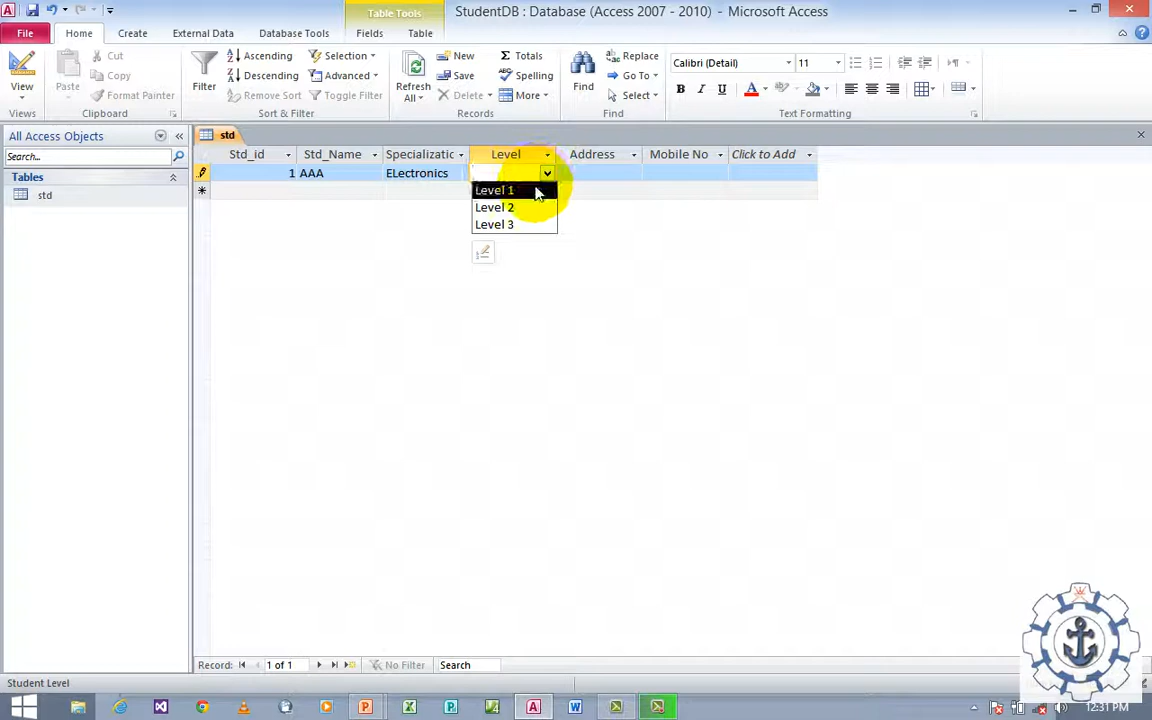 Table Tools
StudentDB : Database (Access 2007 - 2010) - Microsoft Access
File Home Create External Data Database Tools Fields Table
View
Views
Paste
Cut
Copy
Format Painter
Clipboard
Filter
Ascending
Descending
Remove Sort
Selection
Advanced
Toggle Filter
Sort & Filter
Refresh
All
New
Save
Delete
Totals
Spelling
More
Records
Find
Replace
Go To
Select
Find
Calibri (Detail) 11
B I U
A
Text Formatting
All Access Objects
Search...
Tables
std
std
Std_id Std_Name Specializatic Level Address Mobile No Click to Add
1 AAA ELectronics
Level 1
Level 2
Level 3
Record: 1 of 1 No Filter Search
Student Level
12:31 PM